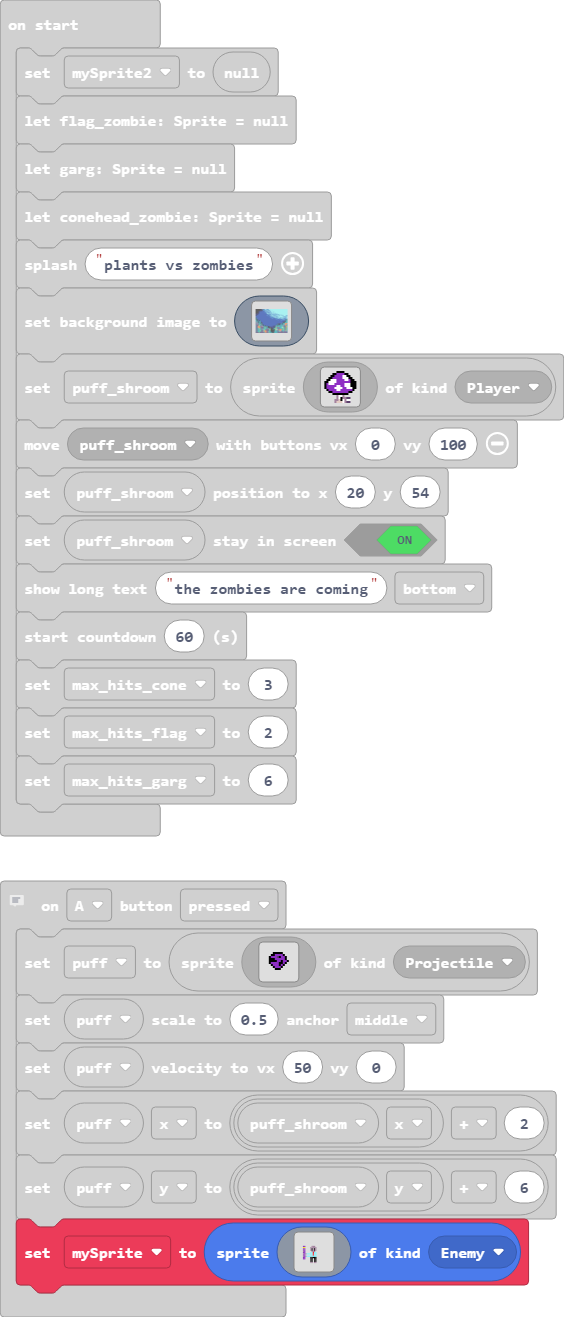 on start
set mySprite2 to null
let flag_zombie: Sprite = null
let garg: Sprite = null
let conehead_zombie: Sprite = null
splash "plants vs zombies"
set background image to
set puff_shroom to sprite of kind Player
move puff_shroom with buttons vx 0 vy 100
set puff_shroom position to x 20 y 54
set puff_shroom stay in screen ON
show long text "the zombies are coming" bottom
start countdown 60 (s)
set max_hits_cone to 3
set max_hits_flag to 2
set max_hits_garg to 6
on A button pressed
set puff to sprite of kind Projectile
set puff scale to 0.5 anchor middle
set puff velocity to vx 50 vy 0
set puff x to puff_shroom x + 2
set puff y to puff_shroom y + 6
set mySprite to sprite of kind Enemy